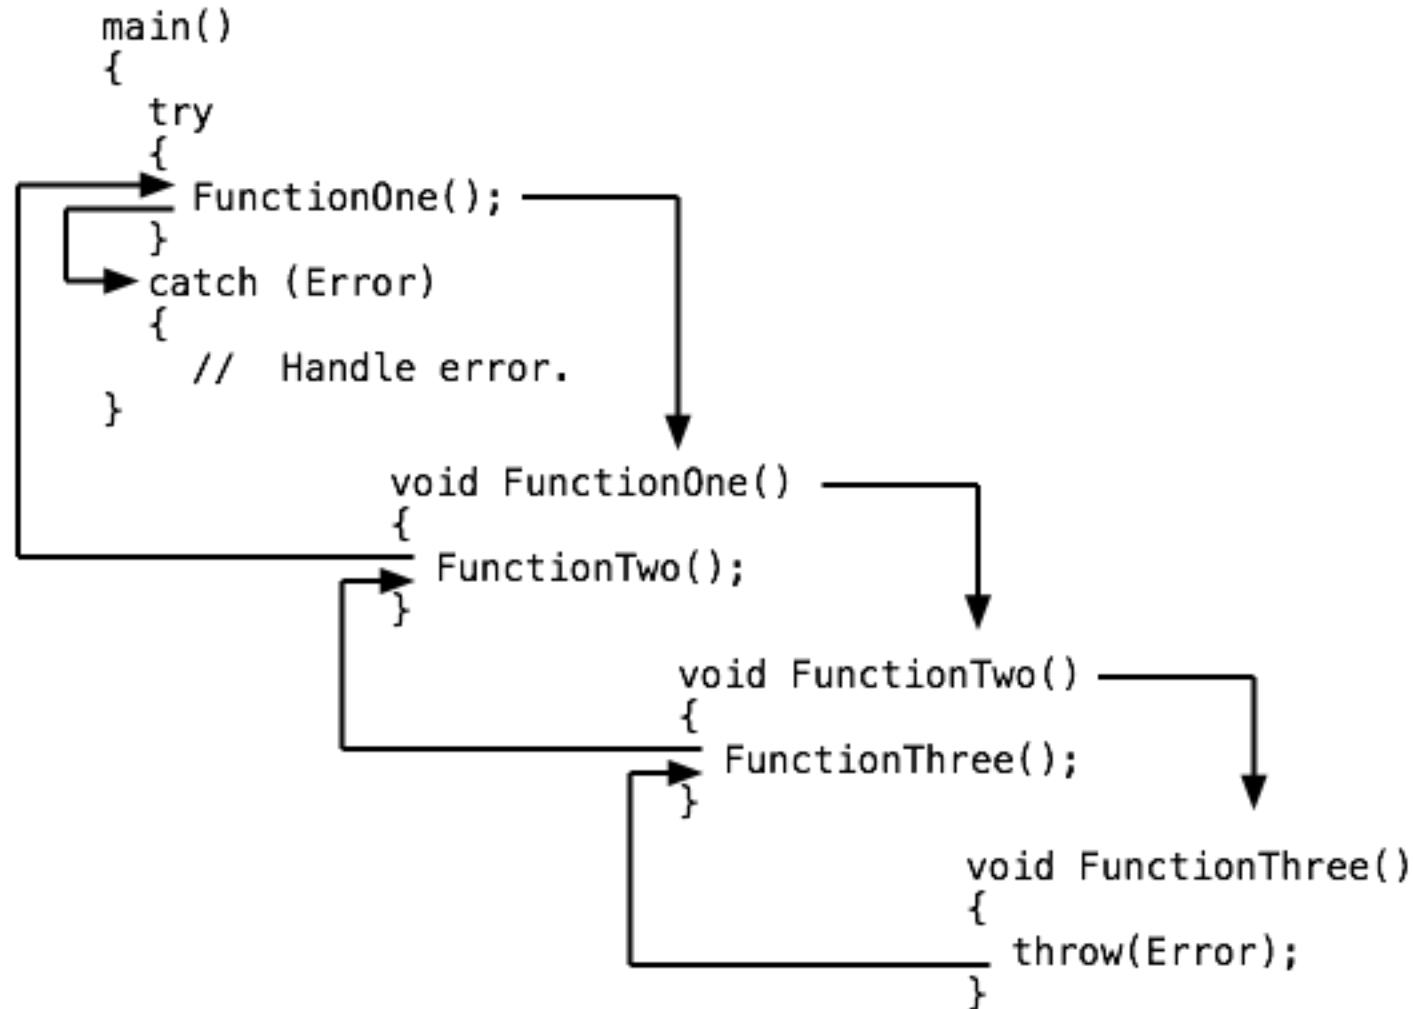 main()
{
try
{
FunctionOne();
}
catch (Error)
{
// Handle error.
}
void FunctionOne()
{
FunctionTwo();
}
void FunctionTwo()
{
FunctionThree();
}
void FunctionThree()
{
throw(Error);
}